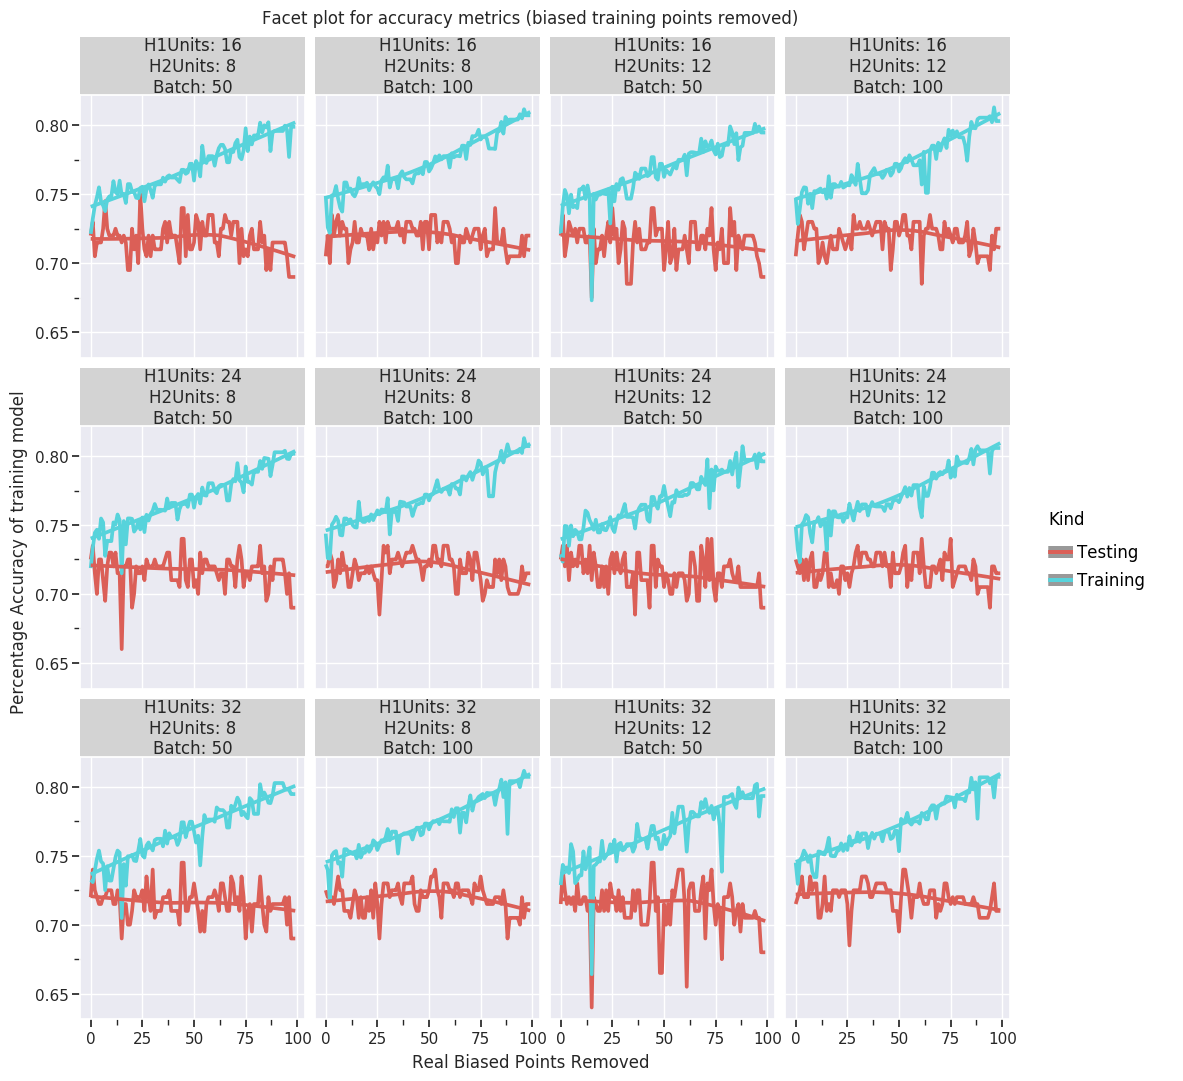 Facet plot for accuracy metrics (biased training points removed)
H1Units: 16
H2Units: 8
Batch: 50
H1Units: 16
H2Units: 8
Batch: 100
H1Units: 16
H2Units: 12
Batch: 50
H1Units: 16
H2Units: 12
Batch: 100
0.80
0.75
0.70
0.65
H1Units: 24
H2Units: 8
Batch: 50
H1Units: 24
H2Units: 8
Batch: 100
H1Units: 24
H2Units: 12
Batch: 50
H1Units: 24
H2Units: 12
Batch: 100
0.80
0.75
0.70
0.65
Percentage Accuracy of training model
H1Units: 32
H2Units: 8
Batch: 50
H1Units: 32
H2Units: 8
Batch: 100
H1Units: 32
H2Units: 12
Batch: 50
H1Units: 32
H2Units: 12
Batch: 100
0.80
0.75
0.70
0.65
0 25 50 75 100
0 25 50 75 100
0 25 50 75 100
0 25 50 75 100
Real Biased Points Removed
Kind
Testing
Training